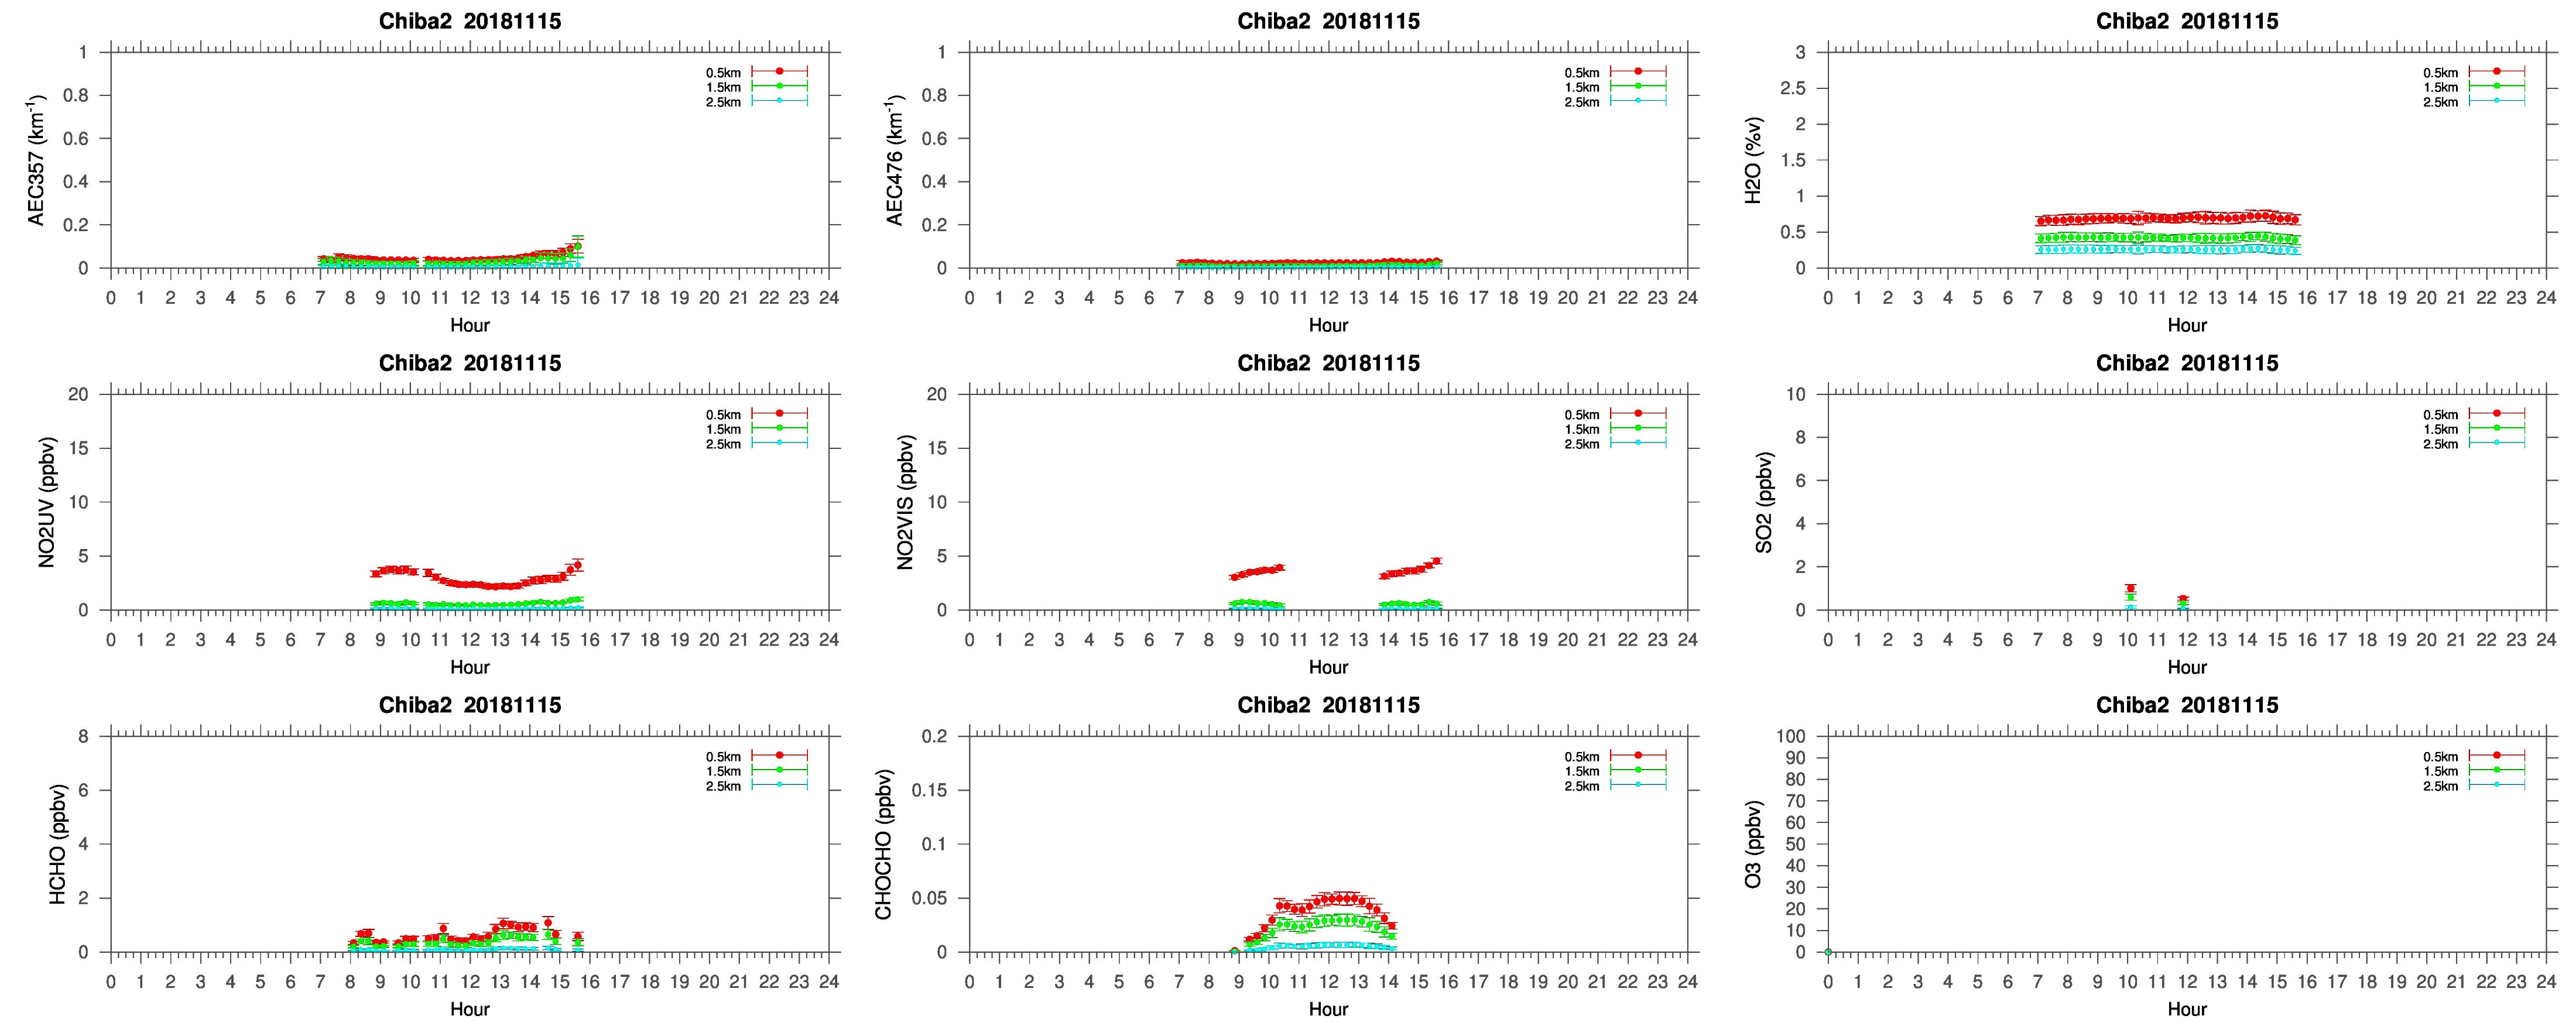 Chiba2 20181115
AEC357 (km-1)
1
0.8
0.6
0.4
0.2
0
0.5km
1.5km
2.5km
0 1 2 3 4 5 6 7 8 9 10 11 12 13 14 15 16 17 18 19 20 21 22 23 24
Hour
Chiba2 20181115
AEC476 (km-1)
1
0.8
0.6
0.4
0.2
0
0.5km
1.5km
2.5km
0 1 2 3 4 5 6 7 8 9 10 11 12 13 14 15 16 17 18 19 20 21 22 23 24
Hour
Chiba2 20181115
H2O (%v)
3
2.5
2
1.5
1
0.5
0
0.5km
1.5km
2.5km
0 1 2 3 4 5 6 7 8 9 10 11 12 13 14 15 16 17 18 19 20 21 22 23 24
Hour
Chiba2 20181115
NO2UV (ppbv)
20
15
10
5
0
0.5km
1.5km
2.5km
0 1 2 3 4 5 6 7 8 9 10 11 12 13 14 15 16 17 18 19 20 21 22 23 24
Hour
Chiba2 20181115
NO2VIS (ppbv)
20
15
10
5
0
0.5km
1.5km
2.5km
0 1 2 3 4 5 6 7 8 9 10 11 12 13 14 15 16 17 18 19 20 21 22 23 24
Hour
Chiba2 20181115
SO2 (ppbv)
10
8
6
4
2
0
0.5km
1.5km
2.5km
0 1 2 3 4 5 6 7 8 9 10 11 12 13 14 15 16 17 18 19 20 21 22 23 24
Hour
Chiba2 20181115
HCHO (ppbv)
8
6
4
2
0
0.5km
1.5km
2.5km
0 1 2 3 4 5 6 7 8 9 10 11 12 13 14 15 16 17 18 19 20 21 22 23 24
Hour
Chiba2 20181115
CHOCHO (ppbv)
0.2
0.15
0.1
0.05
0
0.5km
1.5km
2.5km
0 1 2 3 4 5 6 7 8 9 10 11 12 13 14 15 16 17 18 19 20 21 22 23 24
Hour
Chiba2 20181115
O3 (ppbv)
100
90
80
70
60
50
40
30
20
10
0
0.5km
1.5km
2.5km
0 1 2 3 4 5 6 7 8 9 10 11 12 13 14 15 16 17 18 19 20 21 22 23 24
Hour